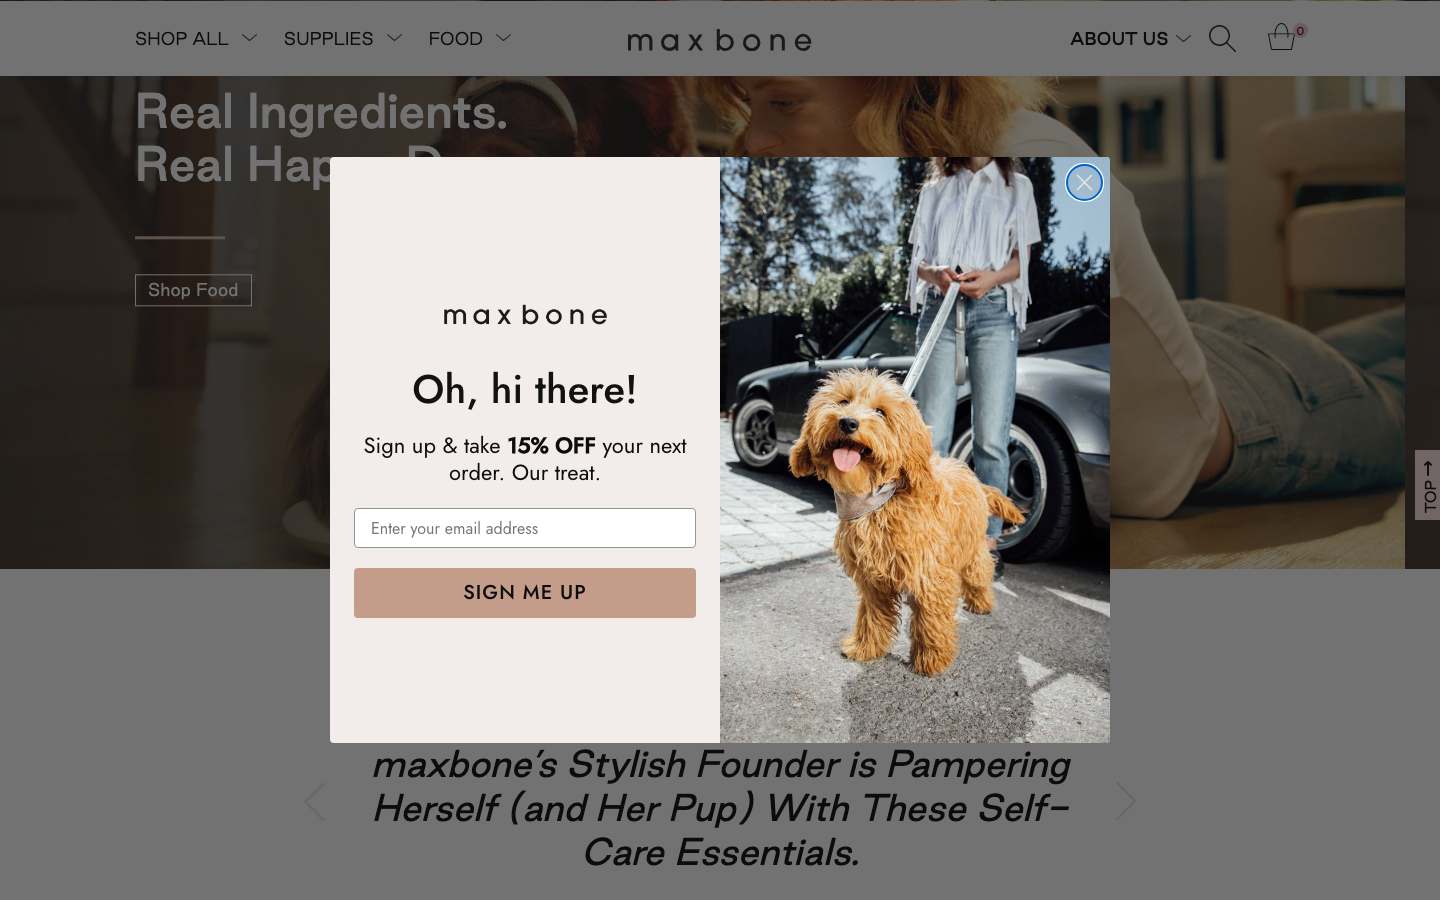 SHOP ALL SUPPLIES FOOD maxbone ABOUT US 0
Real Ingredients.
Real
Shop Food
maxbone
Oh, hi there!
Sign up & take 15% OFF your next
order. Our treat.
Enter your email address
SIGN ME UP
TOP →
maxbone's Stylish Founder is Pampering
Herself (and Her Pup) With These Self-
Care Essentials.